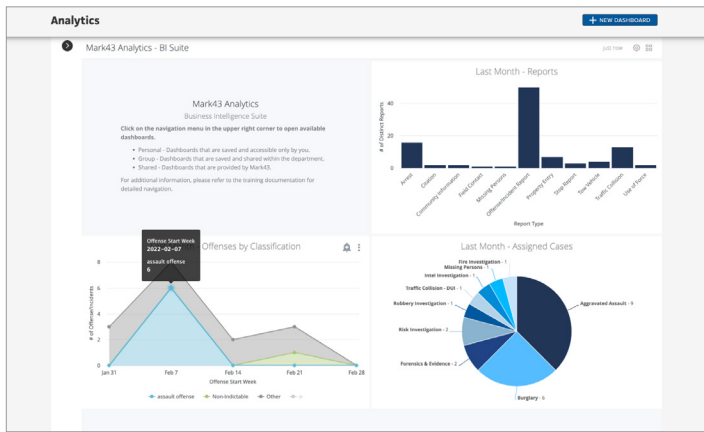 Analytics
+ NEW DASHBOARD
Mark43 Analytics - BI Suite
just now
Mark43 Analytics
Business Intelligence Suite
Click on the navigation menu in the upper right corner to open available
dashboards.
• Personal - Dashboards that are saved and accessible only by you.
• Group - Dashboards that are saved and shared within the department.
• Shared - Dashboards that are provided by Mark43.
For additional information, please refer to the training documentation for
detailed navigation.
Last Month - Reports
# of Distinct Reports
40
20
0
Arrest
Citation
Community Information
Field Contact
Missing Persons
Offense/Incident Report
Property Entry
Stop Report
Tow Vehicle
Traffic Collision
Use of Force
Report Type
Offenses by Classification
Offense Start Week
2022-02-07
assault offense
6
# of Offense/Incidents
8
6
4
2
0
Jan 31
Feb 7
Feb 14
Feb 21
Feb 28
Offense Start Week
assault offense
Non-Indictable
Other
Last Month - Assigned Cases
Fire Investigation - 1
Missing Persons - 1
Intel Investigation - 1
Traffic Collision - DUI - 1
Robbery Investigation - 1
Risk Investigation - 2
Forensics & Evidence - 2
Aggravated Assault - 9
Burglary - 6